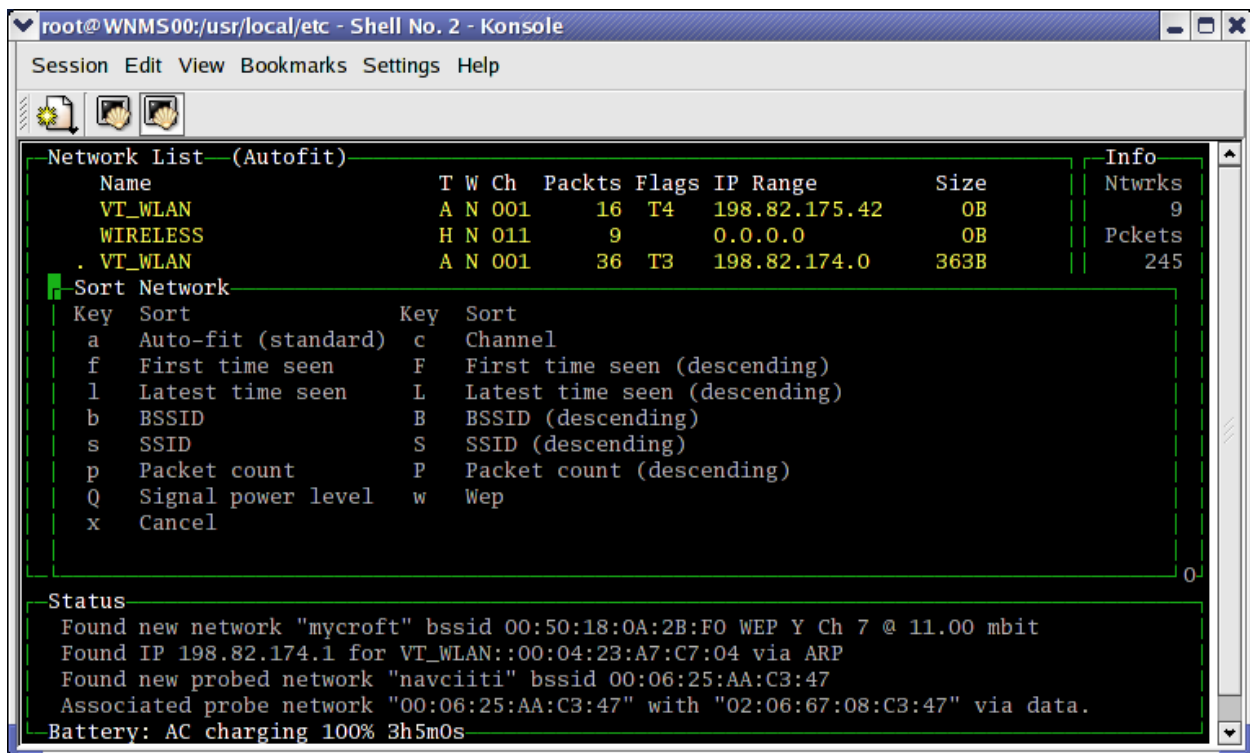 root@WNMS00:/usr/local/etc - Shell No. 2 - Konsole
Session Edit View Bookmarks Settings Help
Network List—(Autofit) Info
Name T W Ch Packts Flags IP Range Size Ntwrks
VT_WLAN A N 001 16 T4 198.82.175.42 0B 9
WIRELESS H N 011 9 0.0.0.0 0B Pckets
. VT_WLAN A N 001 36 T3 198.82.174.0 363B 245
Sort Network
Key Sort Key Sort
a Auto-fit (standard) c Channel
f First time seen F First time seen (descending)
l Latest time seen L Latest time seen (descending)
b BSSID B BSSID (descending)
s SSID S SSID (descending)
p Packet count P Packet count (descending)
Q Signal power level w Wep
x Cancel
0
Status
Found new network "mycroft" bssid 00:50:18:0A:2B:F0 WEP Y Ch 7 @ 11.00 mbit
Found IP 198.82.174.1 for VT_WLAN::00:04:23:A7:C7:04 via ARP
Found new probed network "navciiti" bssid 00:06:25:AA:C3:47
Associated probe network "00:06:25:AA:C3:47" with "02:06:67:08:C3:47" via data.
Battery: AC charging 100% 3h5m0s